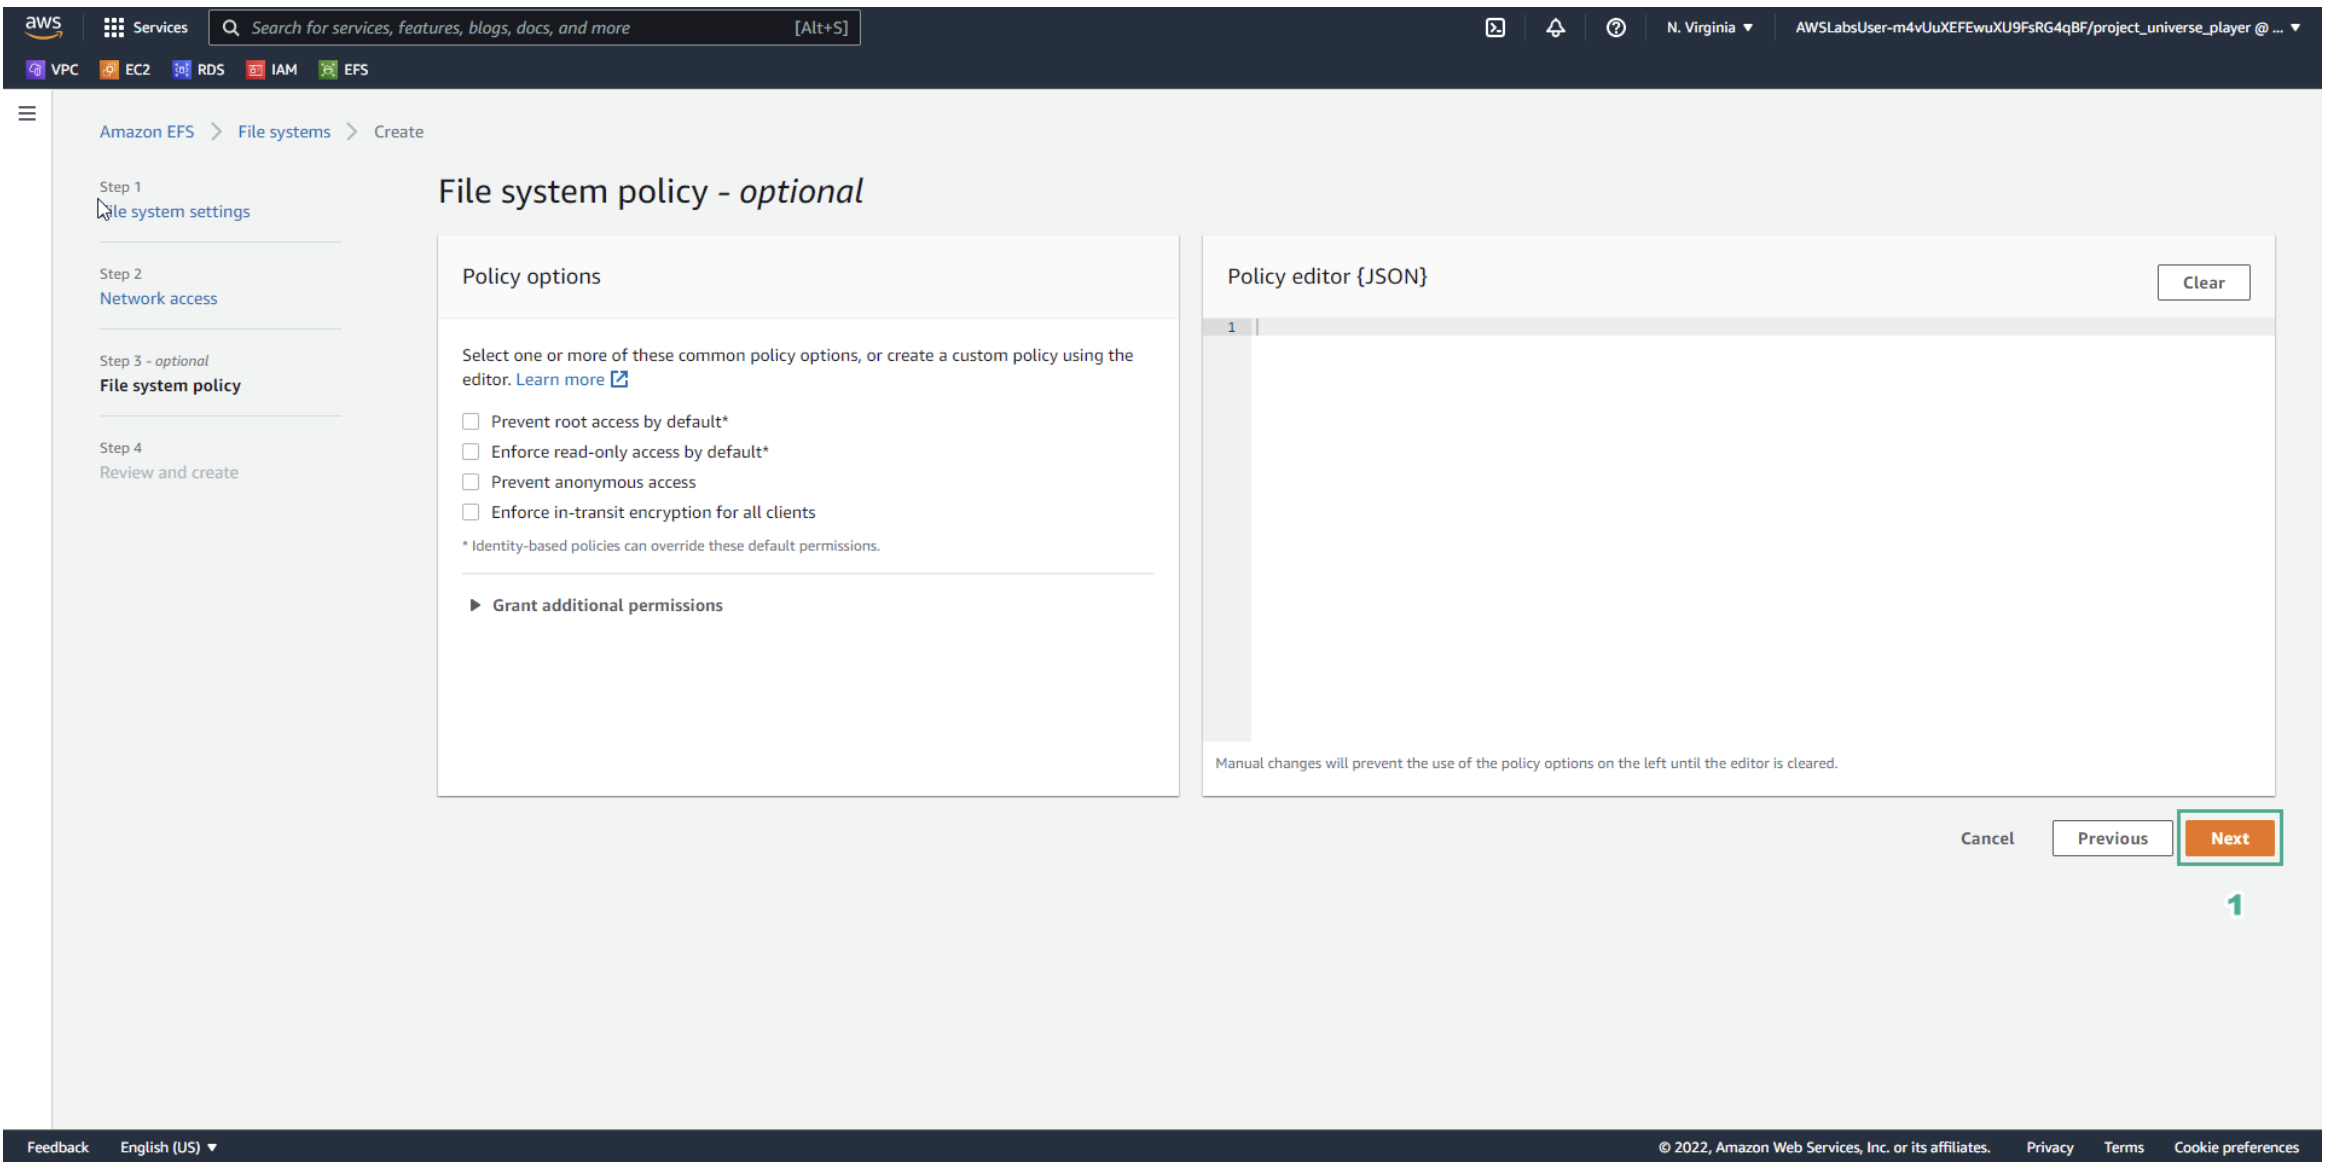 aws
Services
Search for services, features, blogs, docs, and more
[Alt+S]
N. Virginia
AWSLabsUser-m4vUuXEFEwuXU9FsRG4qBF/project_universe_player @ ...
VPC
EC2
RDS
IAM
EFS
Amazon EFS
File systems
Create
Step 1
File system settings
Step 2
Network access
Step 3 - optional
File system policy
Step 4
Review and create
File system policy - optional
Policy options
Select one or more of these common policy options, or create a custom policy using the
editor. Learn more
Prevent root access by default*
Enforce read-only access by default*
Prevent anonymous access
Enforce in-transit encryption for all clients
* Identity-based policies can override these default permissions.
Grant additional permissions
Policy editor {JSON}
Clear
1
Manual changes will prevent the use of the policy options on the left until the editor is cleared.
Cancel
Previous
Next
1
Feedback
English (US)
© 2022, Amazon Web Services, Inc. or its affiliates.
Privacy
Terms
Cookie preferences